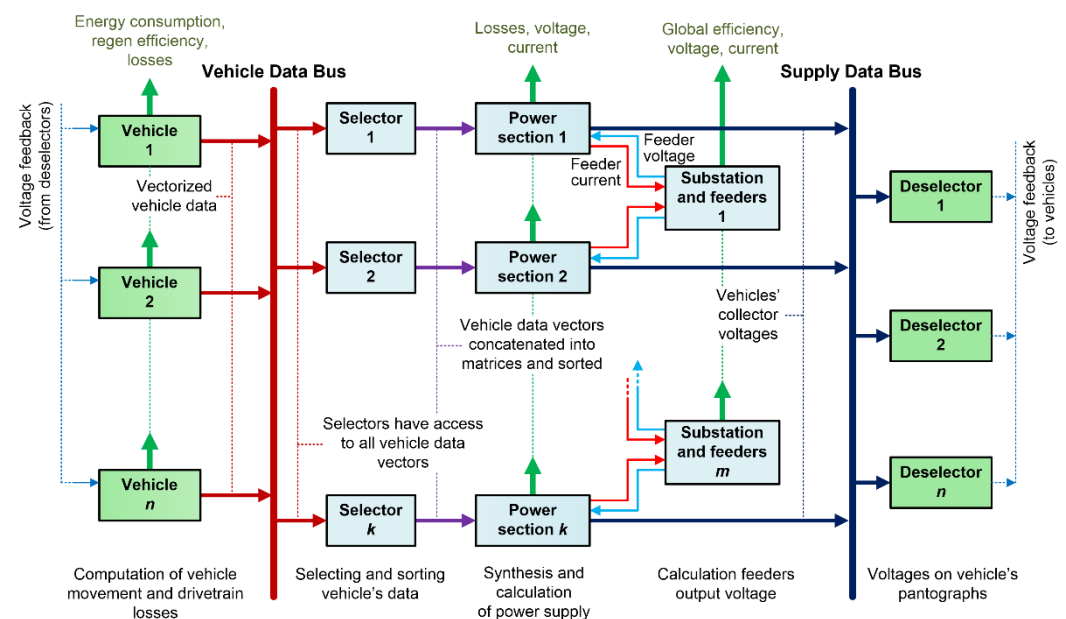 Energy consumption,
regen efficiency,
losses
Losses, voltage,
current
Global efficiency,
voltage, current
Vehicle Data Bus
Supply Data Bus
Voltage feedback
(from deselectors)
Vehicle
1
Vectorized
vehicle data
Vehicle
2
Vehicle
n
Selector
1
Selector
2
Selectors have access
to all vehicle data
vectors
Selector
k
Power
section 1
Power
section 2
Vehicle data vectors
concatenated into
matrices and sorted
Power
section k
Feeder
voltage
Feeder
current
Substation
and feeders
1
Vehicles'
collector
voltages
Substation
and feeders
m
Deselector
1
Deselector
2
Deselector
n
Voltage feedback
(to vehicles)
Computation of vehicle
movement and drivetrain
losses
Selecting and sorting
vehicle's data
Synthesis and
calculation
of power supply
Calculation feeders
output voltage
Voltages on vehicle's
pantographs